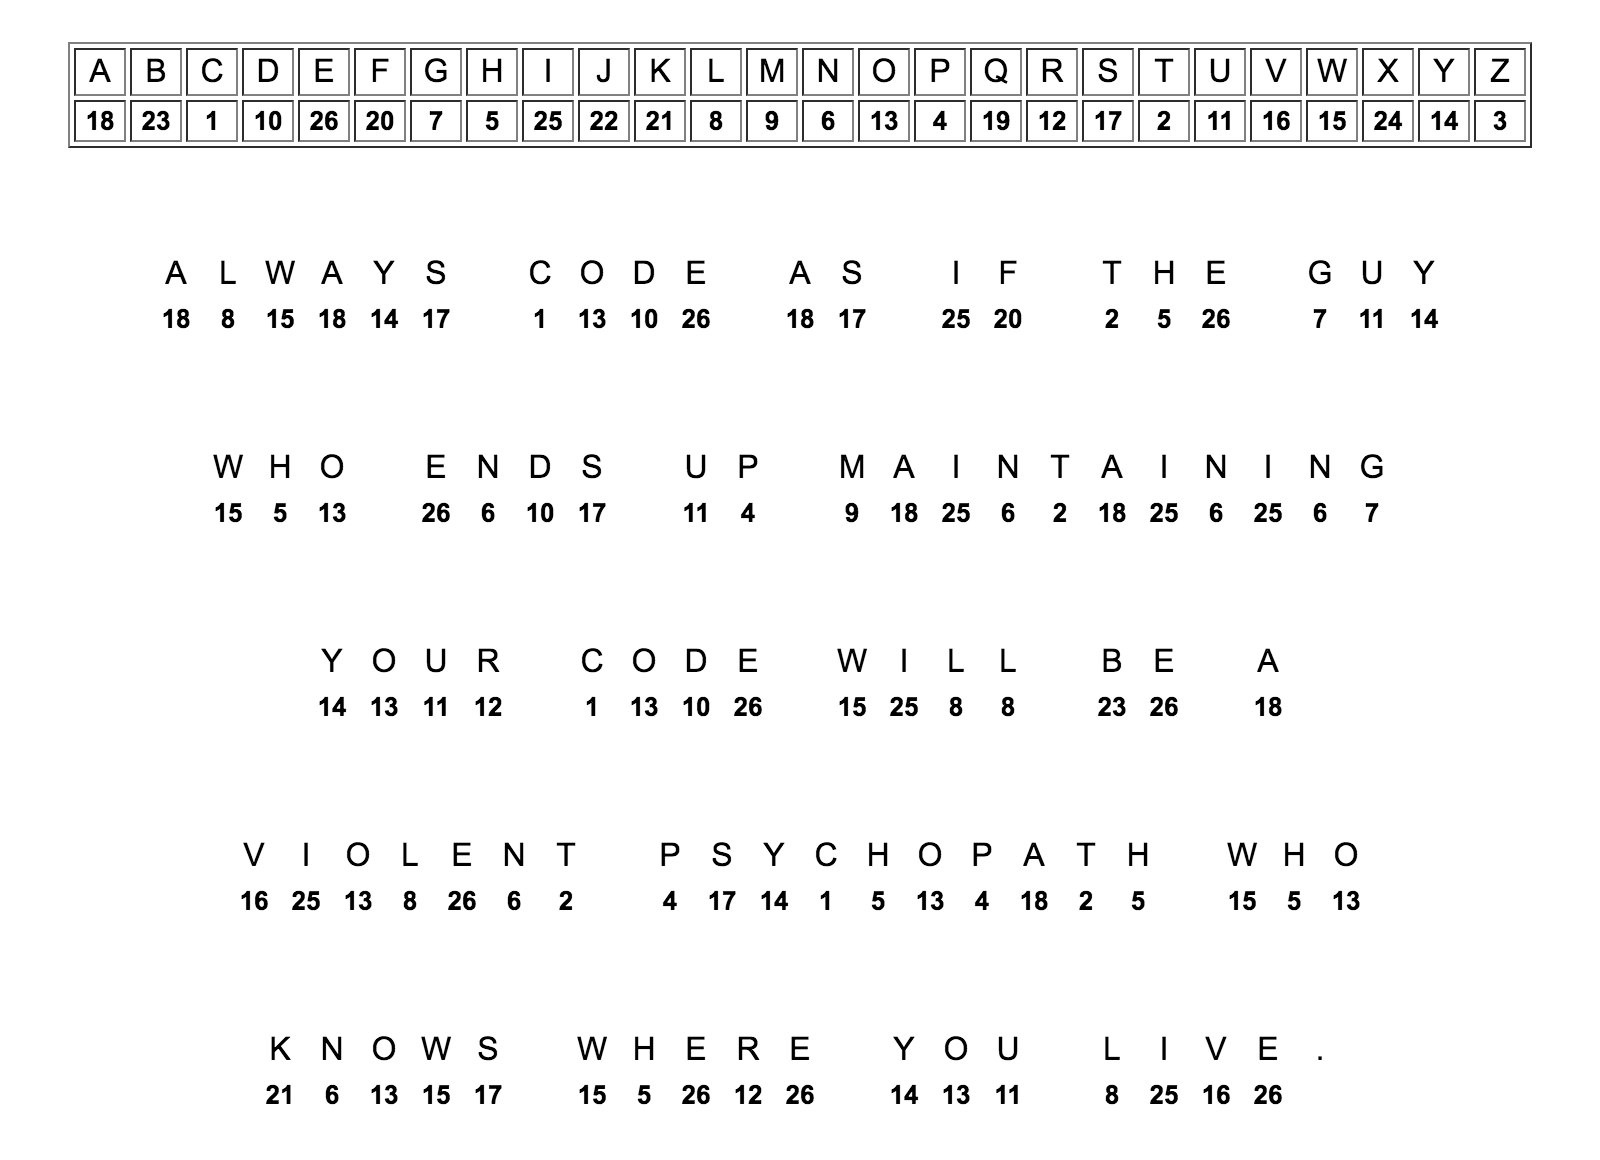 A B C D E F G H I J K L M N O P Q R S T U V W X Y Z
18 23 1 10 26 20 7 5 25 22 21 8 9 6 13 4 19 12 17 2 11 16 15 24 14 3
A L W A Y S C O D E A S I F T H E G U Y
18 8 15 18 14 17 1 13 10 26 18 17 25 20 2 5 26 7 11 14
W H O E N D S U P M A I N T A I N I N G
15 5 13 26 6 10 17 11 4 9 18 25 6 2 18 25 6 25 6 7
Y O U R C O D E W I L L B E A
14 13 11 12 1 13 10 26 15 25 8 8 23 26 18
V I O L E N T P S Y C H O P A T H W H O
16 25 13 8 26 6 2 4 17 14 1 5 13 4 18 2 5 15 5 13
K N O W S W H E R E Y O U L I V E .
21 6 13 15 17 15 5 26 12 26 14 13 11 8 25 16 26